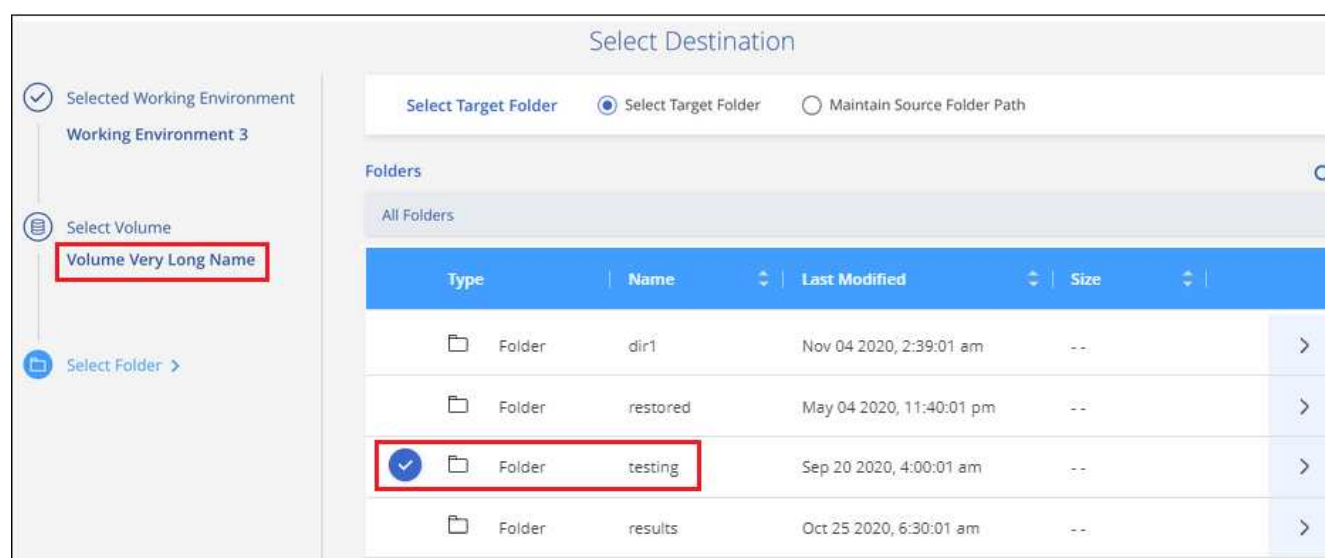 Select Destination
Selected Working Environment
Working Environment 3
Select Volume
Volume Very Long Name
Select Folder >
Select Target Folder Select Target Folder Maintain Source Folder Path
Folders
All Folders
Type Name Last Modified Size
Folder dir1 Nov 04 2020, 2:39:01 am - -
Folder restored May 04 2020, 11:40:01 pm - -
Folder testing Sep 20 2020, 4:00:01 am - -
Folder results Oct 25 2020, 6:30:01 am - -